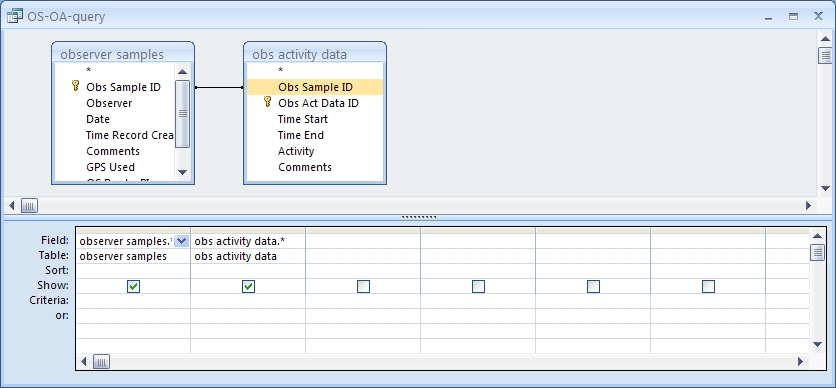 OS-OA-query
observer samples
*
Obs Sample ID
Observer
Date
Time Record Crea
Comments
GPS Used
obs activity data
*
Obs Sample ID
Obs Act Data ID
Time Start
Time End
Activity
Comments
Field: observer samples.* obs activity data.*
Table: observer samples obs activity data
Sort:
Show:
Criteria:
or: